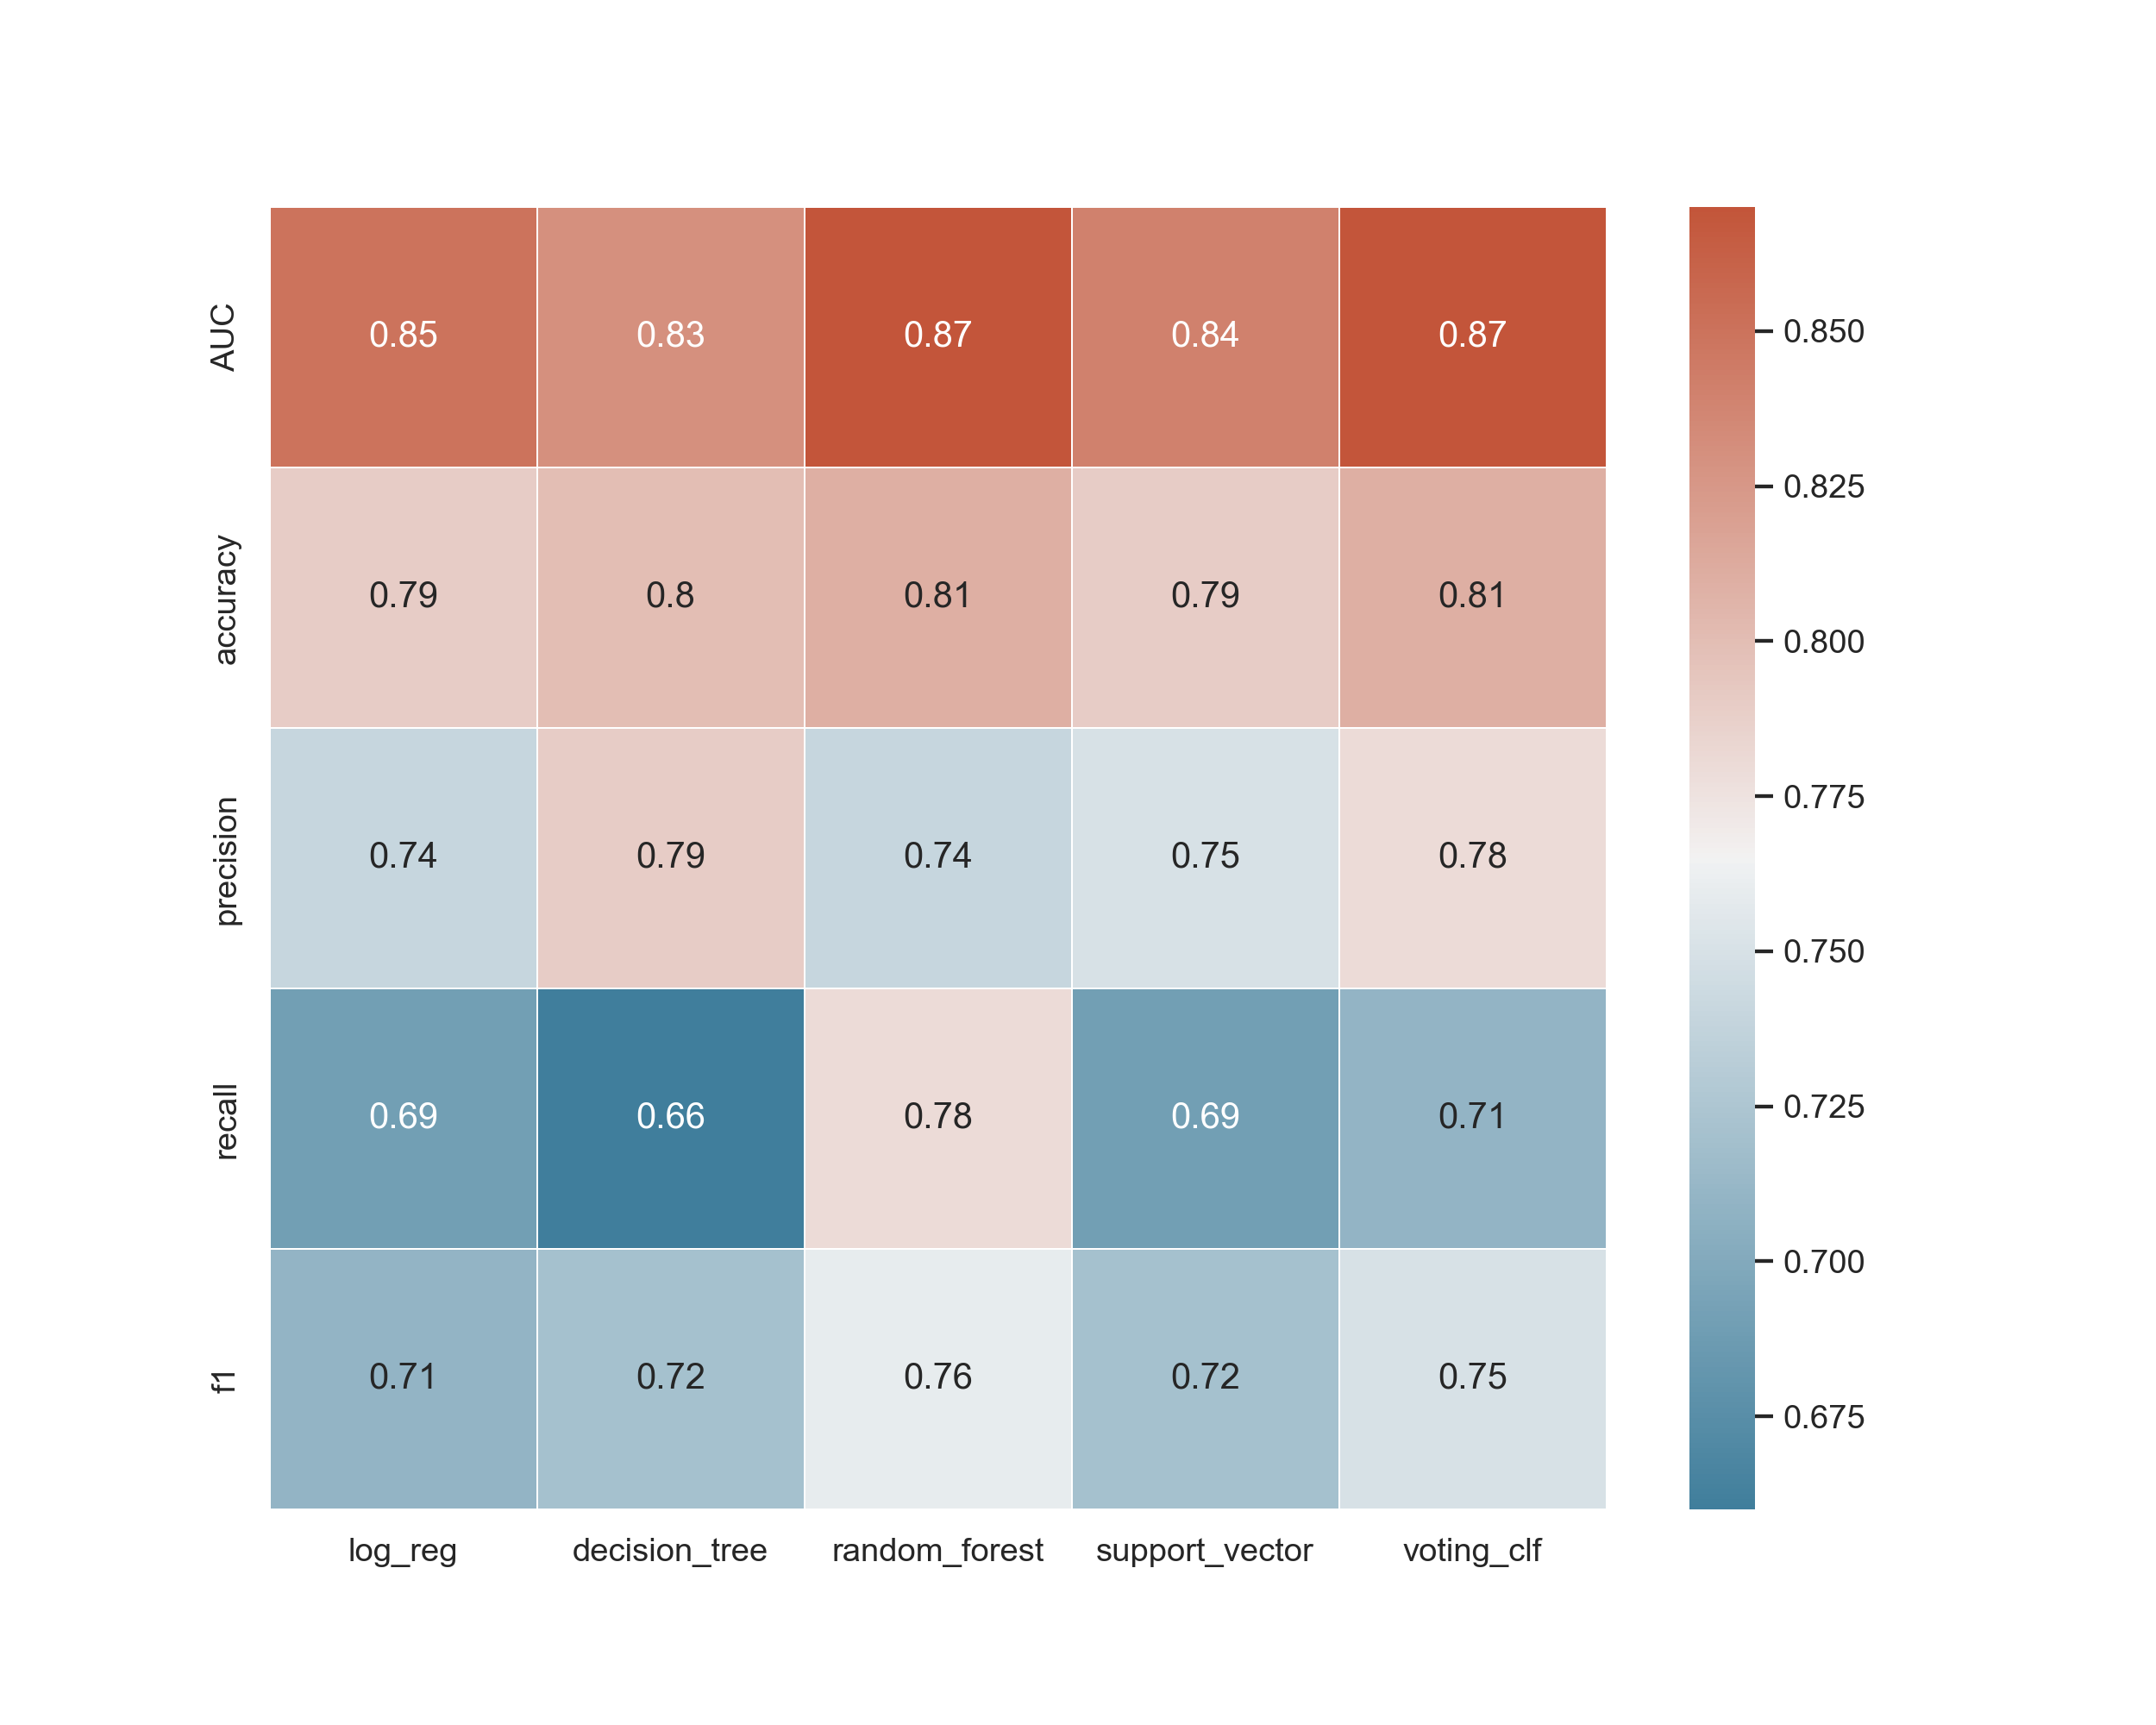 AUC 0.85 0.83 0.87 0.84 0.87
accuracy 0.79 0.8 0.81 0.79 0.81
precision 0.74 0.79 0.74 0.75 0.78
recall 0.69 0.66 0.78 0.69 0.71
f1 0.71 0.72 0.76 0.72 0.75
log_reg decision_tree random_forest support_vector voting_clf
0.850
0.825
0.800
0.775
0.750
0.725
0.700
0.675